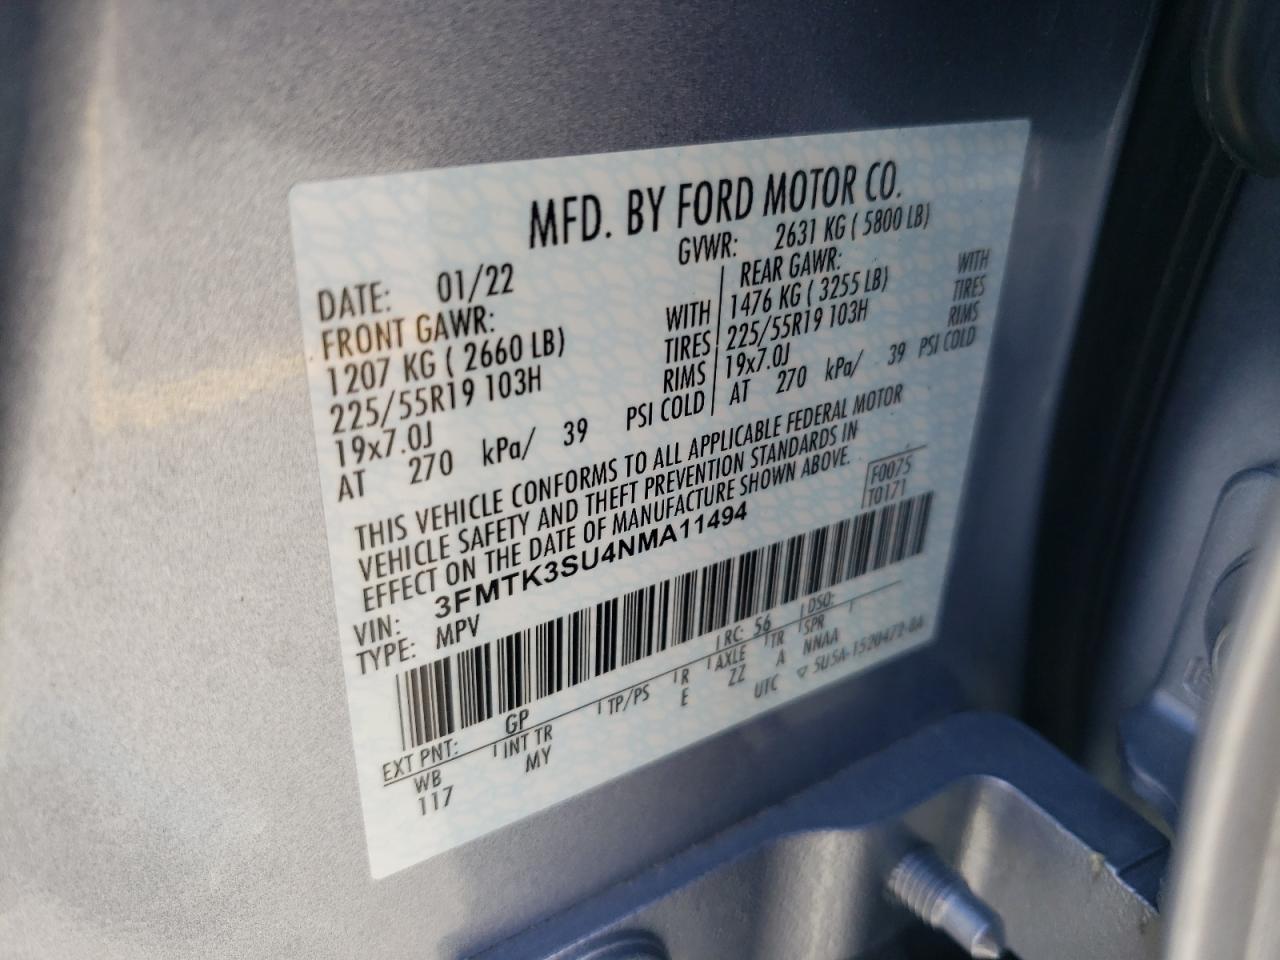 MFD. BY FORD MOTOR CO.
DATE: 01/22 GVWR: 2631 KG ( 5800 LB)
FRONT GAWR: REAR GAWR:
1207 KG ( 2660 LB) WITH 1476 KG ( 3255 LB) WITH
225/55R19 103H TIRES 225/55R19 103H TIRES
19x7.0J RIMS 19x7.0J RIMS
AT 270 kPa/ 39 PSI COLD AT 270 kPa/ 39 PSI COLD
THIS VEHICLE CONFORMS TO ALL APPLICABLE FEDERAL MOTOR
VEHICLE SAFETY AND THEFT PREVENTION STANDARDS IN
EFFECT ON THE DATE OF MANUFACTURE SHOWN ABOVE.
F0075
T0171
VIN: 3FMTK3SU4NMA11494
TYPE: MPV
EXT PNT: GP RC: 56 DSO:
WB INT TR TP/PS R AXLE TR SPR
117 MY E ZZ A NNAA
UTC 5U5A-1520472-8A